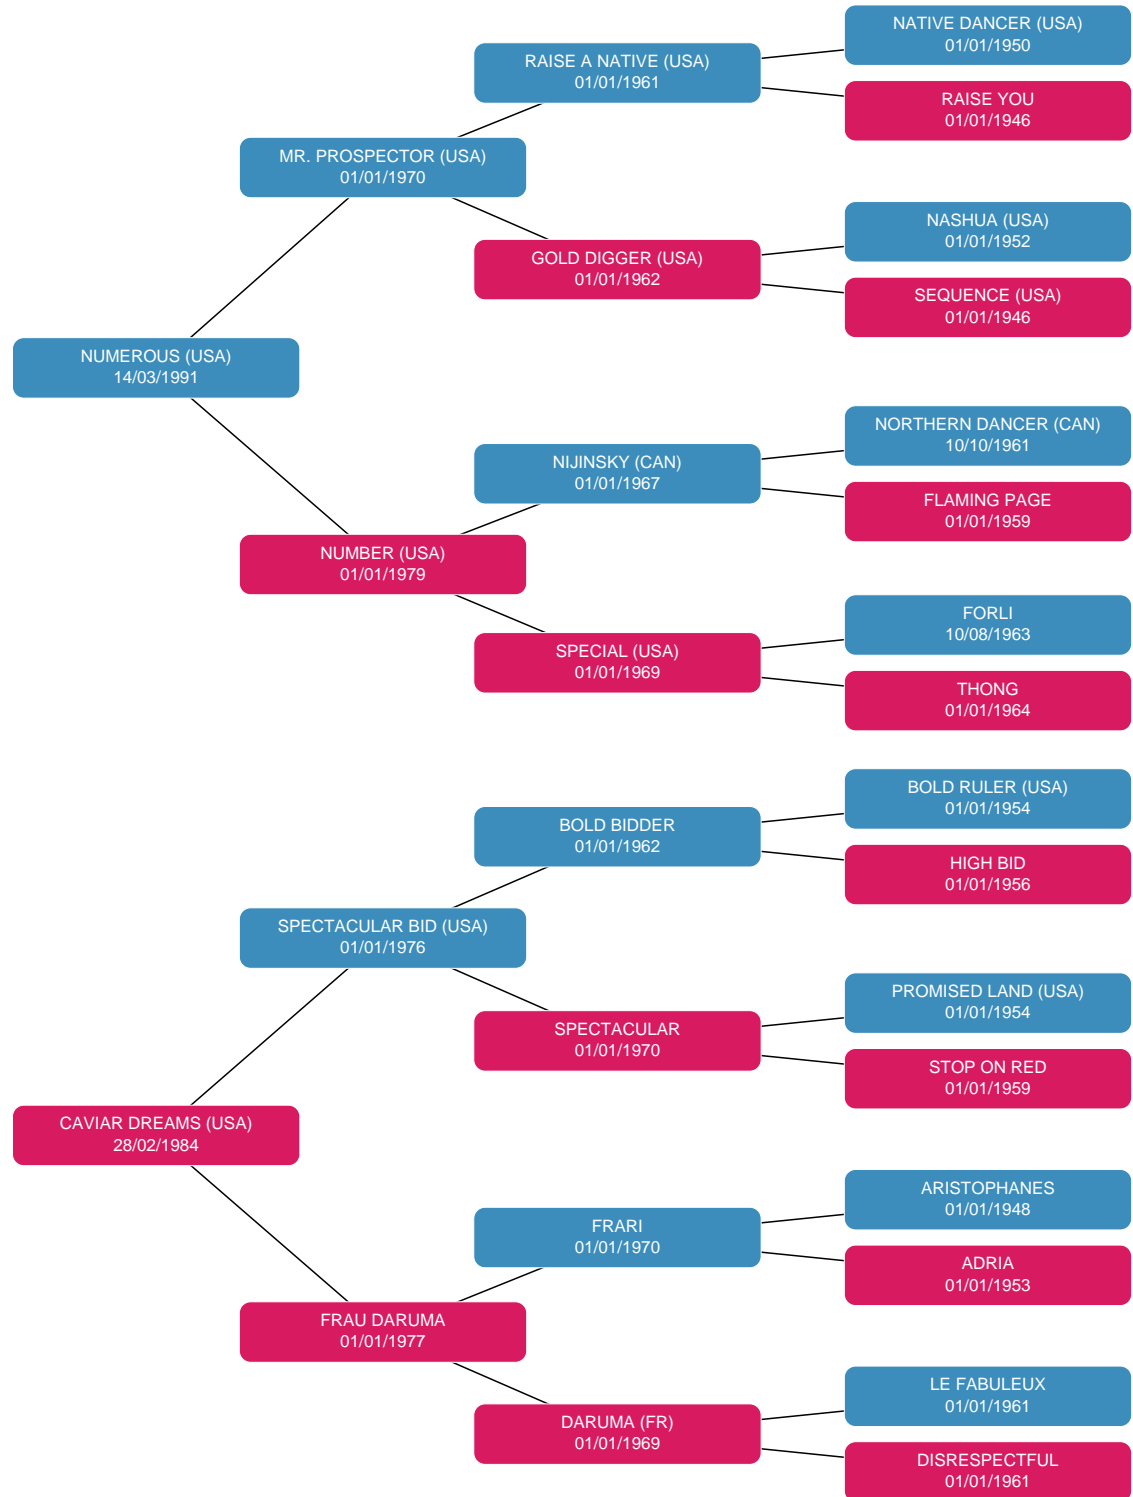 NATIVE DANCER (USA)
01/01/1950
RAISE A NATIVE (USA)
01/01/1961
RAISE YOU
01/01/1946
MR. PROSPECTOR (USA)
01/01/1970
NASHUA (USA)
01/01/1952
GOLD DIGGER (USA)
01/01/1962
SEQUENCE (USA)
01/01/1946
NUMEROUS (USA)
14/03/1991
NORTHERN DANCER (CAN)
10/10/1961
NIJINSKY (CAN)
01/01/1967
FLAMING PAGE
01/01/1959
NUMBER (USA)
01/01/1979
FORLI
10/08/1963
SPECIAL (USA)
01/01/1969
THONG
01/01/1964
BOLD RULER (USA)
01/01/1954
BOLD BIDDER
01/01/1962
HIGH BID
01/01/1956
SPECTACULAR BID (USA)
01/01/1976
PROMISED LAND (USA)
01/01/1954
SPECTACULAR
01/01/1970
STOP ON RED
01/01/1959
CAVIAR DREAMS (USA)
28/02/1984
ARISTOPHANES
01/01/1948
FRARI
01/01/1970
ADRIA
01/01/1953
FRAU DARUMA
01/01/1977
LE FABULEUX
01/01/1961
DARUMA (FR)
01/01/1969
DISRESPECTFUL
01/01/1961